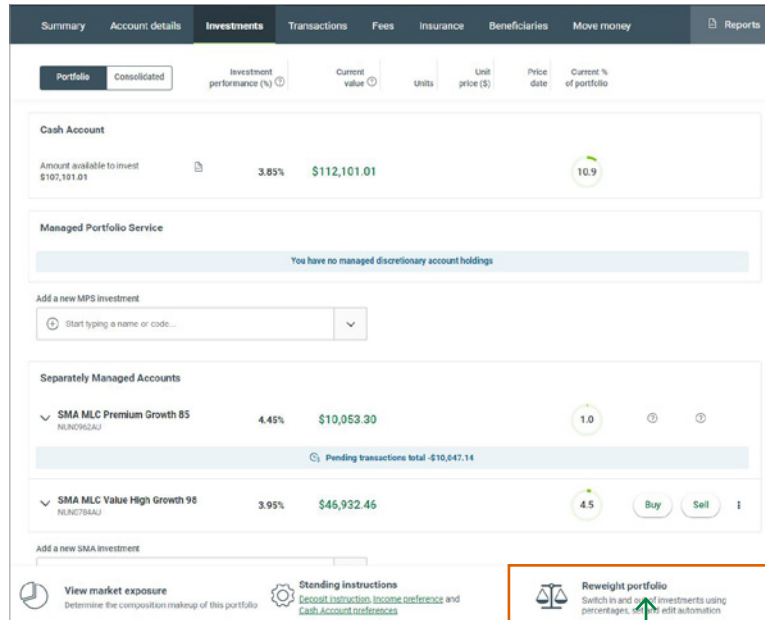 Summary Account details Investments Transactions Fees Insurance Beneficiaries Move money Reports
Portfolio Consolidated Investment performance (%) Current value Units Unit price ($) Price date Current % of portfolio
Cash Account
Amount available to invest
$107,101.01 3.85% $112,101.01 10.9
Managed Portfolio Service
You have no managed discretionary account holdings
Add a new MPS investment
Start typing a name or code...
Separately Managed Accounts
SMA MLC Premium Growth 85 4.45% $10,053.30 1.0
NUN0962AU
Pending transactions total -$10,047.14
SMA MLC Value High Growth 98 3.95% $46,932.46 4.5 Buy Sell
NUN0784AU
Add a new SMA investment
View market exposure
Determine the composition makeup of this portfolio
Standing instructions
Deposit instruction, Income preference and
Cash Account preferences
Reweight portfolio
Switch in and out of investments using
percentages, set and edit automation